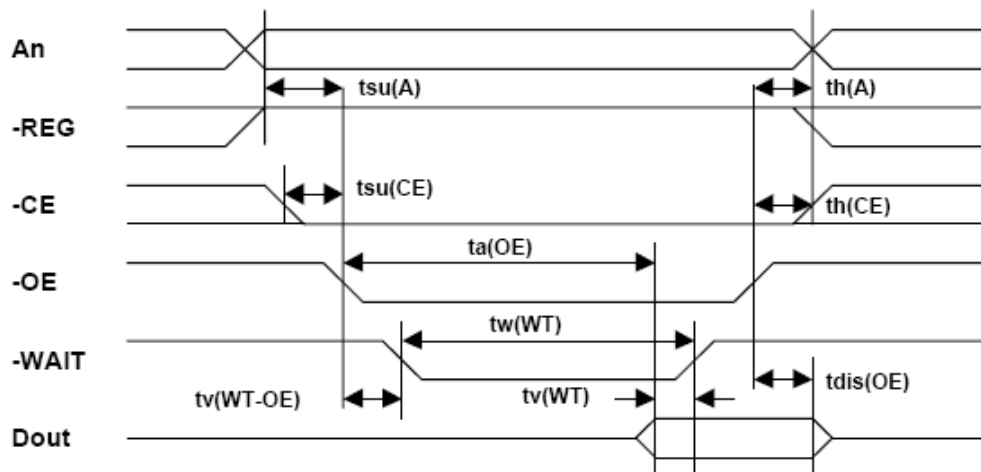 An
tsu(A)
th(A)
-REG
tsu(CE)
-CE
th(CE)
ta(OE)
-OE
tw(WT)
-WAIT
tv(WT-OE)
tv(WT)
tdis(OE)
Dout